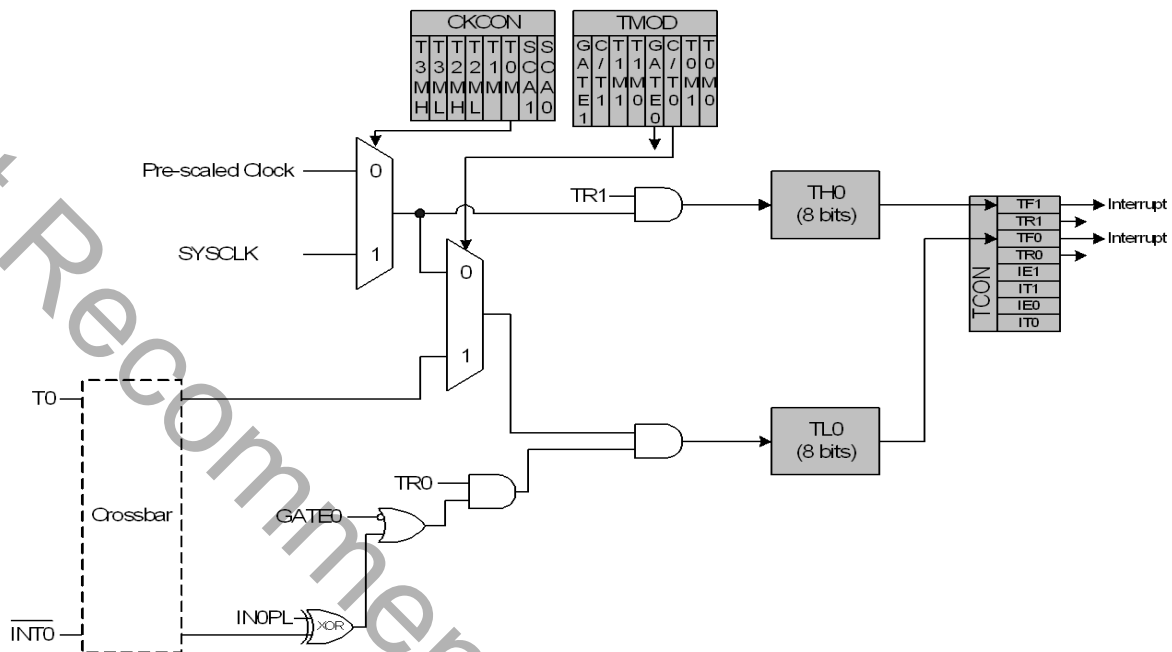 CKCON
T3MH
T3ML
T2MH
T2ML
T1M
T0M
SCA1
SCA0
TMOD
GATE1
C/T1
T1M1
T1M0
GATE0
C/T0
T0M1
T0M0
Pre-scaled Clock
0
SYSCLK
1
TR1
TH0
(8 bits)
TCON
TF1
TR1
TF0
TR0
IE1
IT1
IE0
IT0
Interrupt
Interrupt
0
1
T0
Crossbar
INT0
TL0
(8 bits)
TR0
GATE0
IN0PL
XOR
Recommen